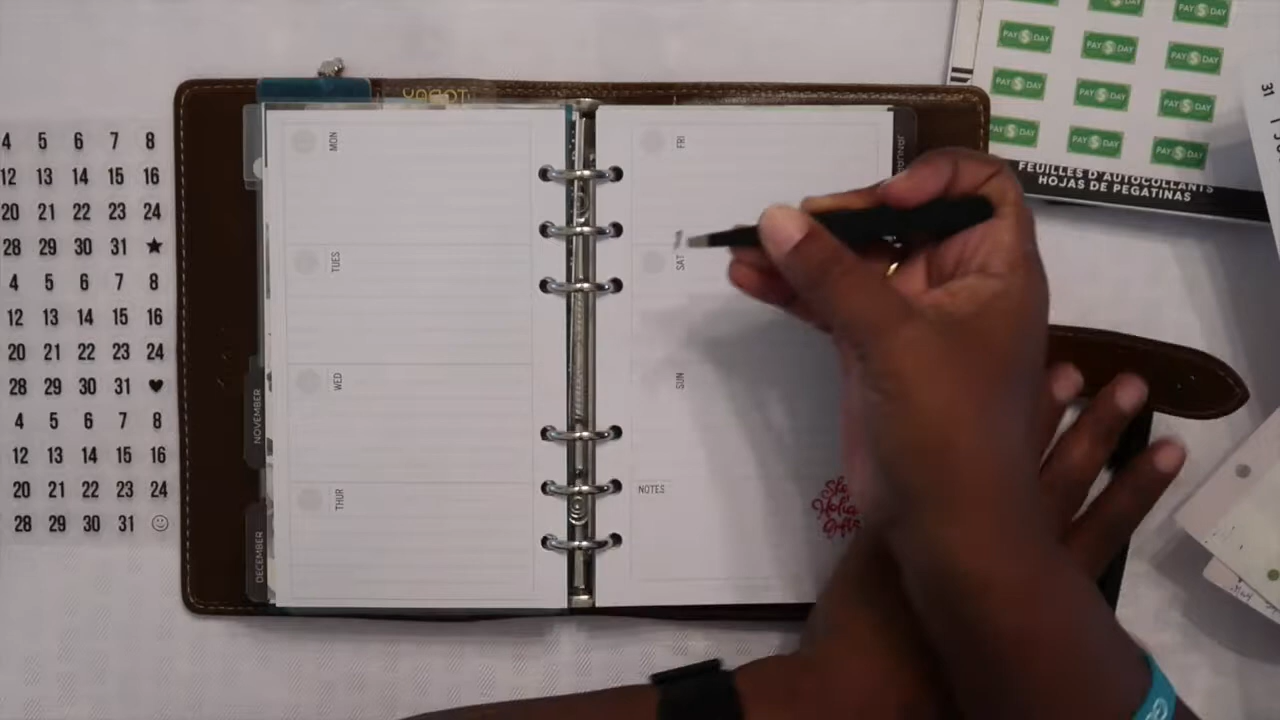 4 5 6 7 8
12 13 14 15 16
20 21 22 23 24
28 29 30 31 ★
4 5 6 7 8
12 13 14 15 16
20 21 22 23 24
28 29 30 31 ♥
4 5 6 7 8
12 13 14 15 16
20 21 22 23 24
28 29 30 31 ☺
TODAY
MON
TUES
WED
THUR
NOVEMBER
DECEMBER
FRI
SAT
SUN
NOTES
PAY $ DAY
PAY $ DAY PAY $ DAY PAY $ DAY
PAY $ DAY PAY $ DAY PAY $ DAY
PAY $ DAY PAY $ DAY PAY $ DAY
FEUILLES D'AUTOCOLLANTS
HOJAS DE PEGATINAS
31